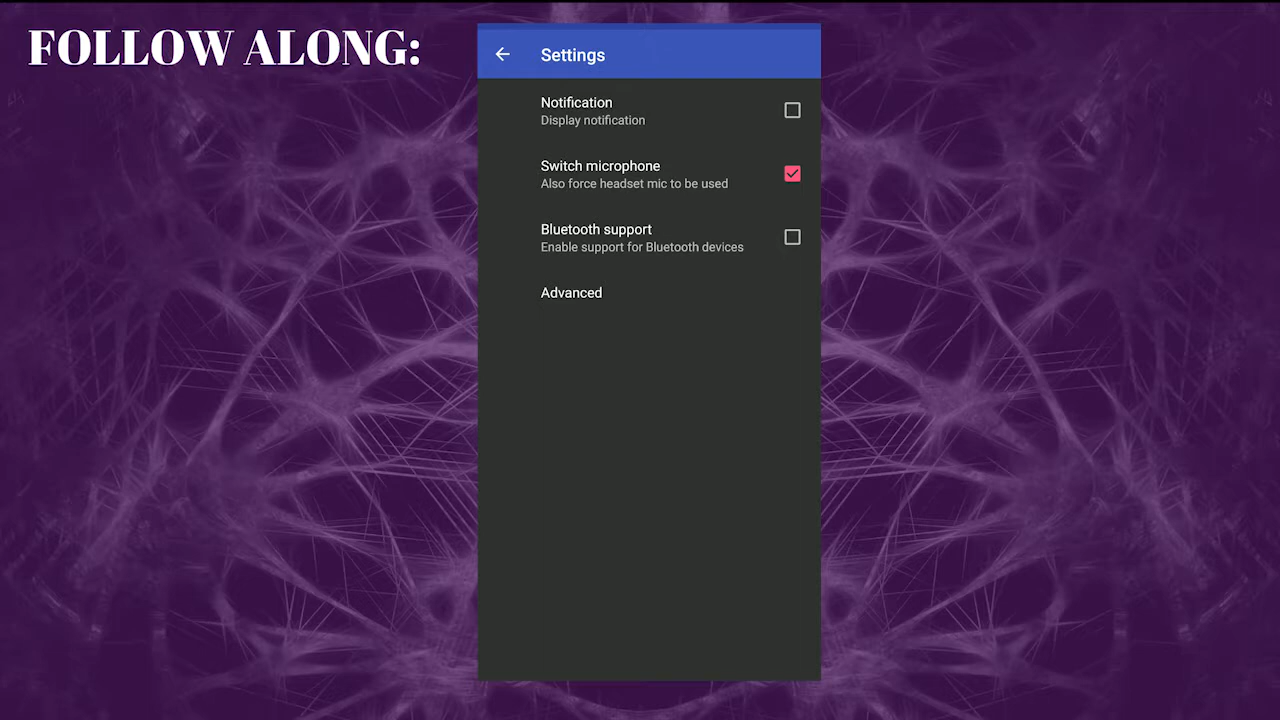 FOLLOW ALONG:
Settings
Notification
Display notification
Switch microphone
Also force headset mic to be used
Bluetooth support
Enable support for Bluetooth devices
Advanced